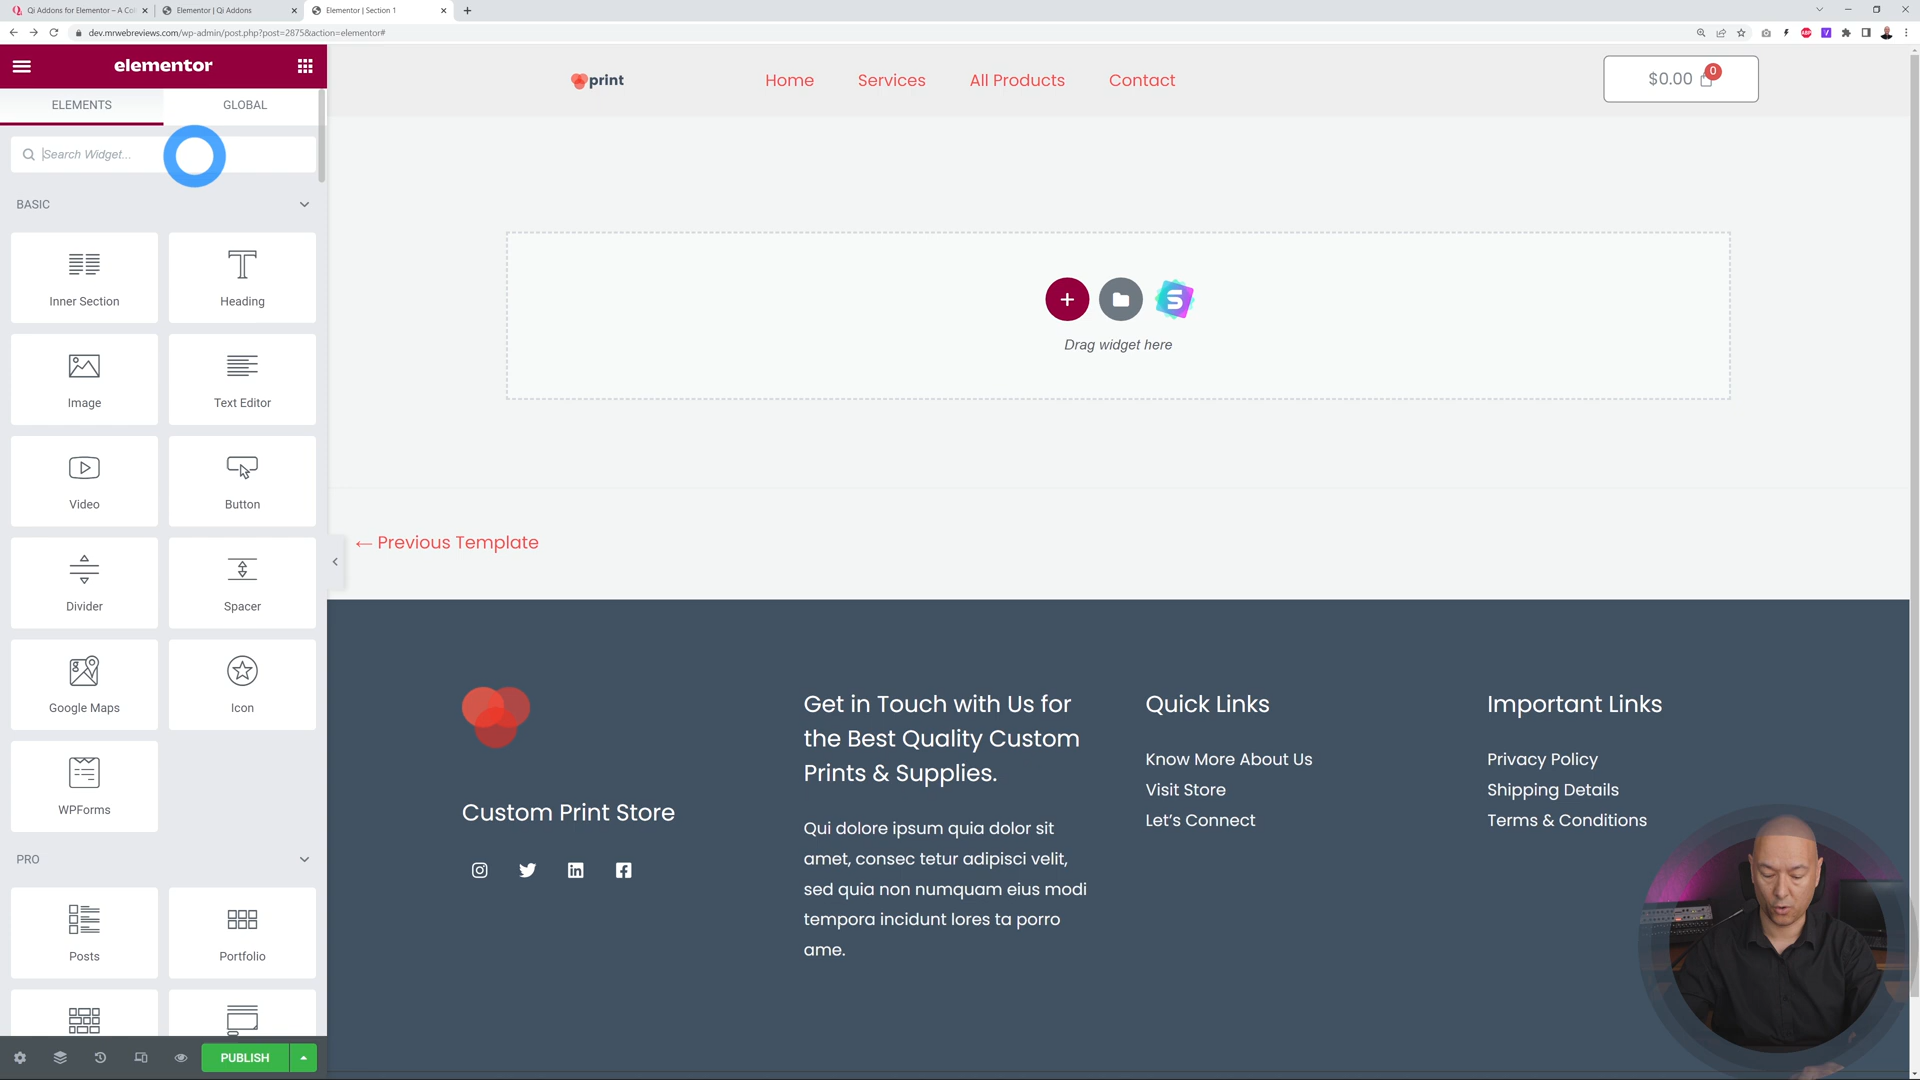 Qi Addons for Elementor – A Col
Elementor | Qi Addons
Elementor | Section 1
dev.mrwebreviews.com/wp-admin/post.php?post=2875&action=elementor#
elementor
ELEMENTS
GLOBAL
Search Widget...
BASIC
Inner Section
Heading
Image
Text Editor
Video
Button
Divider
Spacer
Google Maps
Icon
WPForms
PRO
Posts
Portfolio
PUBLISH
print
Home
Services
All Products
Contact
$0.00
0
S
Drag widget here
← Previous Template
Custom Print Store
Get in Touch with Us for
the Best Quality Custom
Prints & Supplies.
Qui dolore ipsum quia dolor sit
amet, consec tetur adipisci velit,
sed quia non numquam eius modi
tempora incidunt lores ta porro
ame.
Quick Links
Know More About Us
Visit Store
Let's Connect
Important Links
Privacy Policy
Shipping Details
Terms & Conditions